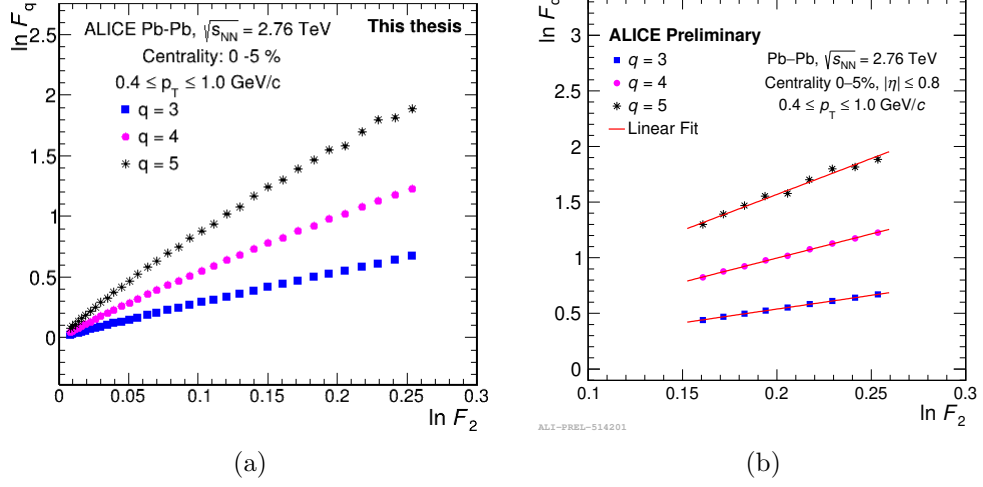 ln F_q
2.5
2
1.5
1
0.5
0
ALICE Pb-Pb, √s_NN = 2.76 TeV
This thesis
Centrality: 0 -5 %
0.4 ≤ p_T ≤ 1.0 GeV/c
q = 3
q = 4
q = 5
0 0.05 0.1 0.15 0.2 0.25 0.3
ln F_2
(a)
ln F_q
3
2.5
2
1.5
1
0.5
0
ALICE Preliminary
q = 3
q = 4
q = 5
Linear Fit
Pb–Pb, √s_NN = 2.76 TeV
Centrality 0–5%, |η| ≤ 0.8
0.4 ≤ p_T ≤ 1.0 GeV/c
0.1 0.2 0.3
ln F_2
ALI-PREL-514201
(b)